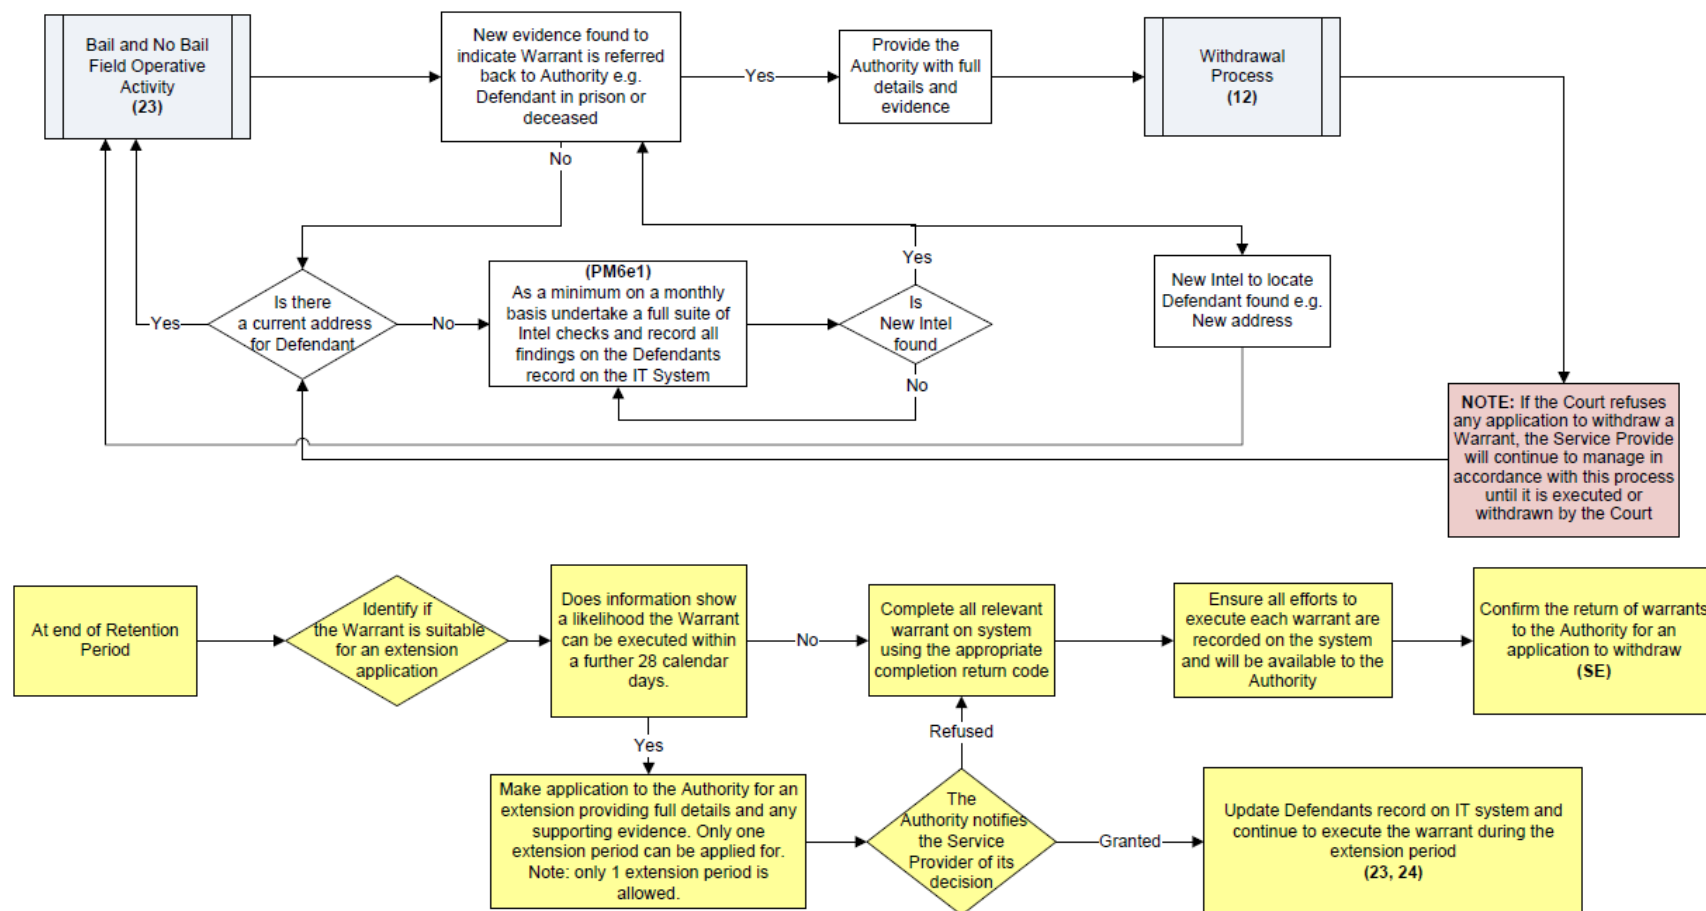 Bail and No Bail
Field Operative
Activity
(23)
New evidence found to
indicate Warrant is referred
back to Authority e.g.
Defendant in prison or
deceased
Yes
Provide the
Authority with full
details and
evidence
Withdrawal
Process
(12)
No
Is there
a current address
for Defendant
Yes
No
(PM6e1)
As a minimum on a monthly
basis undertake a full suite of
Intel checks and record all
findings on the Defendants
record on the IT System
Yes
Is
New Intel
found
No
New Intel to locate
Defendant found e.g.
New address
NOTE: If the Court refuses
any application to withdraw a
Warrant, the Service Provide
will continue to manage in
accordance with this process
until it is executed or
withdrawn by the Court
At end of Retention
Period
Identify if
the Warrant is suitable
for an extension
application
Does information show
a likelihood the Warrant
can be executed within
a further 28 calendar
days.
No
Complete all relevant
warrant on system
using the appropriate
completion return code
Ensure all efforts to
execute each warrant are
recorded on the system
and will be available to the
Authority
Confirm the return of warrants
to the Authority for an
application to withdraw
(SE)
Yes
Refused
Make application to the Authority for an
extension providing full details and any
supporting evidence. Only one
extension period can be applied for.
Note: only 1 extension period is
allowed.
The
Authority notifies
the Service
Provider of its
decision
Granted
Update Defendants record on IT system and
continue to execute the warrant during the
extension period
(23, 24)